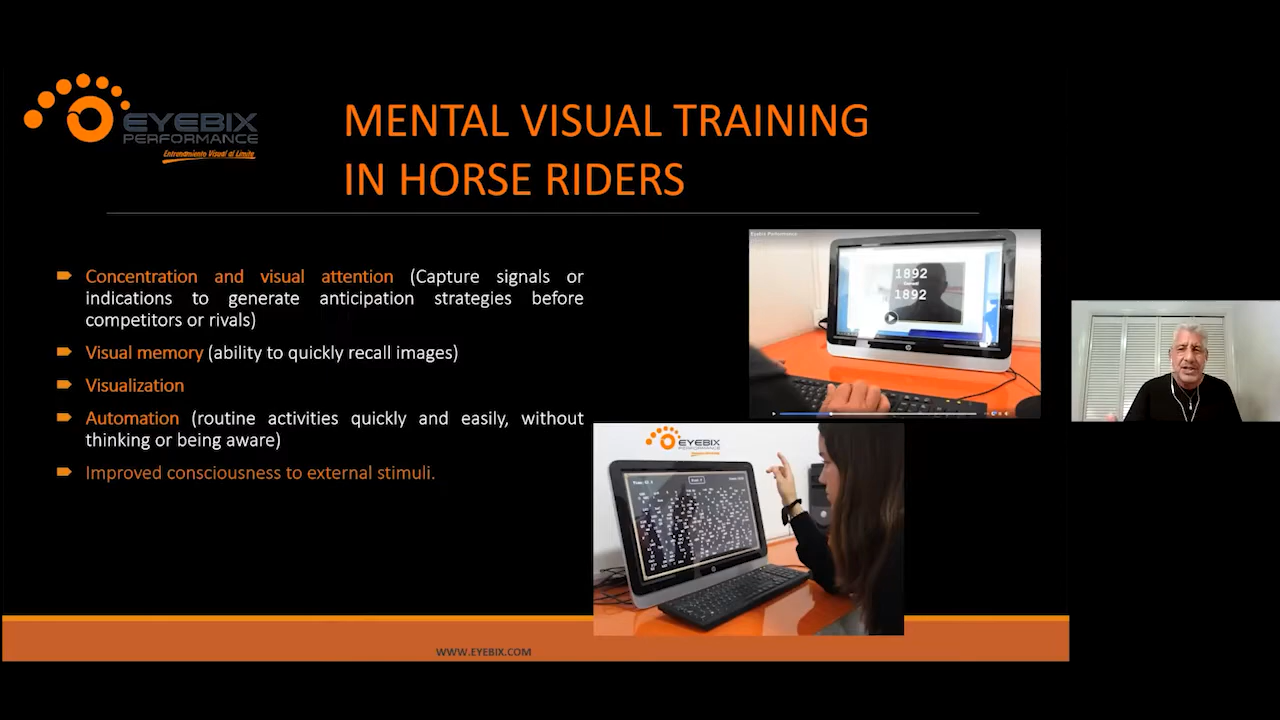 EYEBIX
PERFORMANCE
Entrenamiento Visual al Límite
MENTAL VISUAL TRAINING
IN HORSE RIDERS
Concentration and visual attention (Capture signals or
indications to generate anticipation strategies before
competitors or rivals)
Visual memory (ability to quickly recall images)
Visualization
Automation (routine activities quickly and easily, without
thinking or being aware)
Improved consciousness to external stimuli.
Eyebix Performance
1892
1892
hp
EYEBIX
PERFORMANCE
WWW.EYEBIX.COM